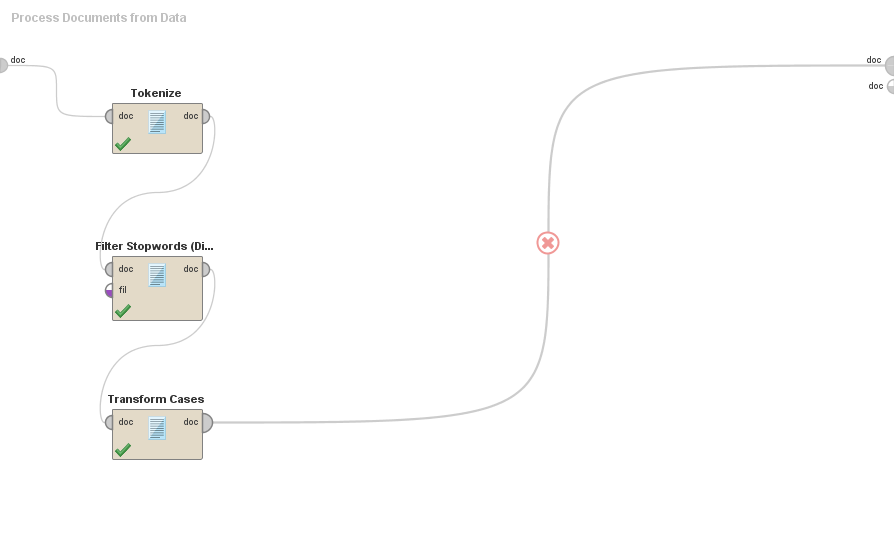 Process Documents from Data
doc
doc
doc
Tokenize
doc doc
Filter Stopwords (Di...
doc doc
fil
Transform Cases
doc doc